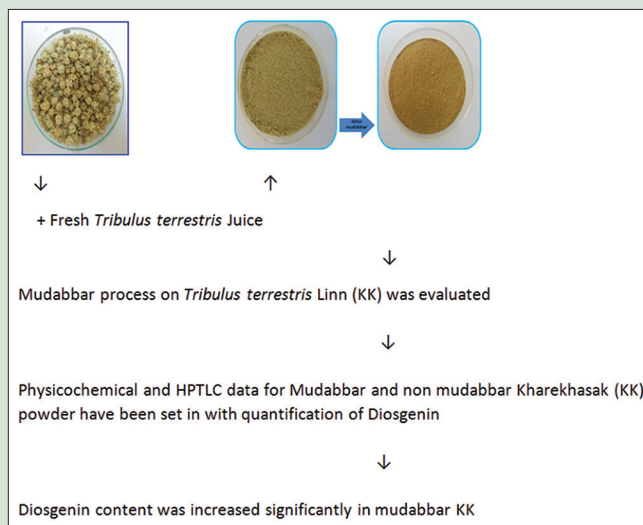 After
mudabbar
↓ ↑
+ Fresh Tribulus terrestris Juice
↓
Mudabbar process on Tribulus terrestris Linn (KK) was evaluated
↓
Physicochemical and HPTLC data for Mudabbar and non mudabbar Kharekhasak (KK)
powder have been set in with quantification of Diosgenin
↓
Diosgenin content was increased significantly in mudabbar KK